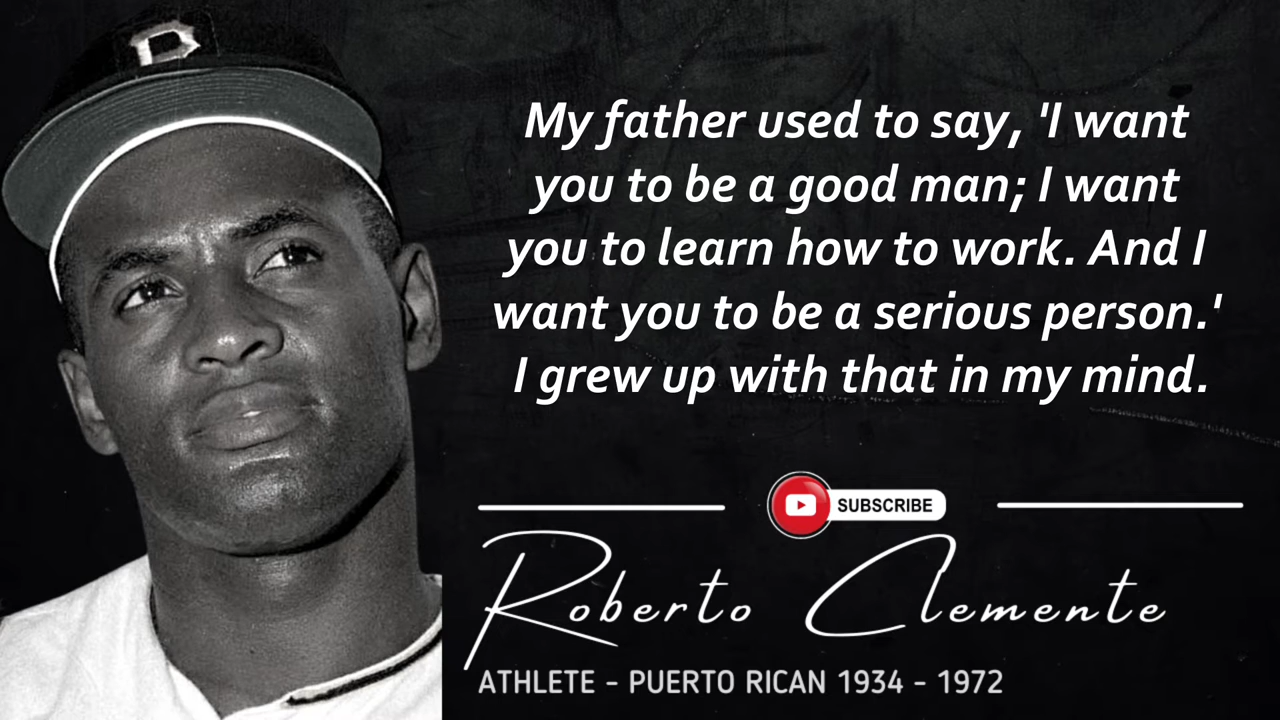 P
My father used to say, 'I want
you to be a good man; I want
you to learn how to work. And I
want you to be a serious person.'
I grew up with that in my mind.
SUBSCRIBE
Roberto Clemente
ATHLETE - PUERTO RICAN 1934 - 1972